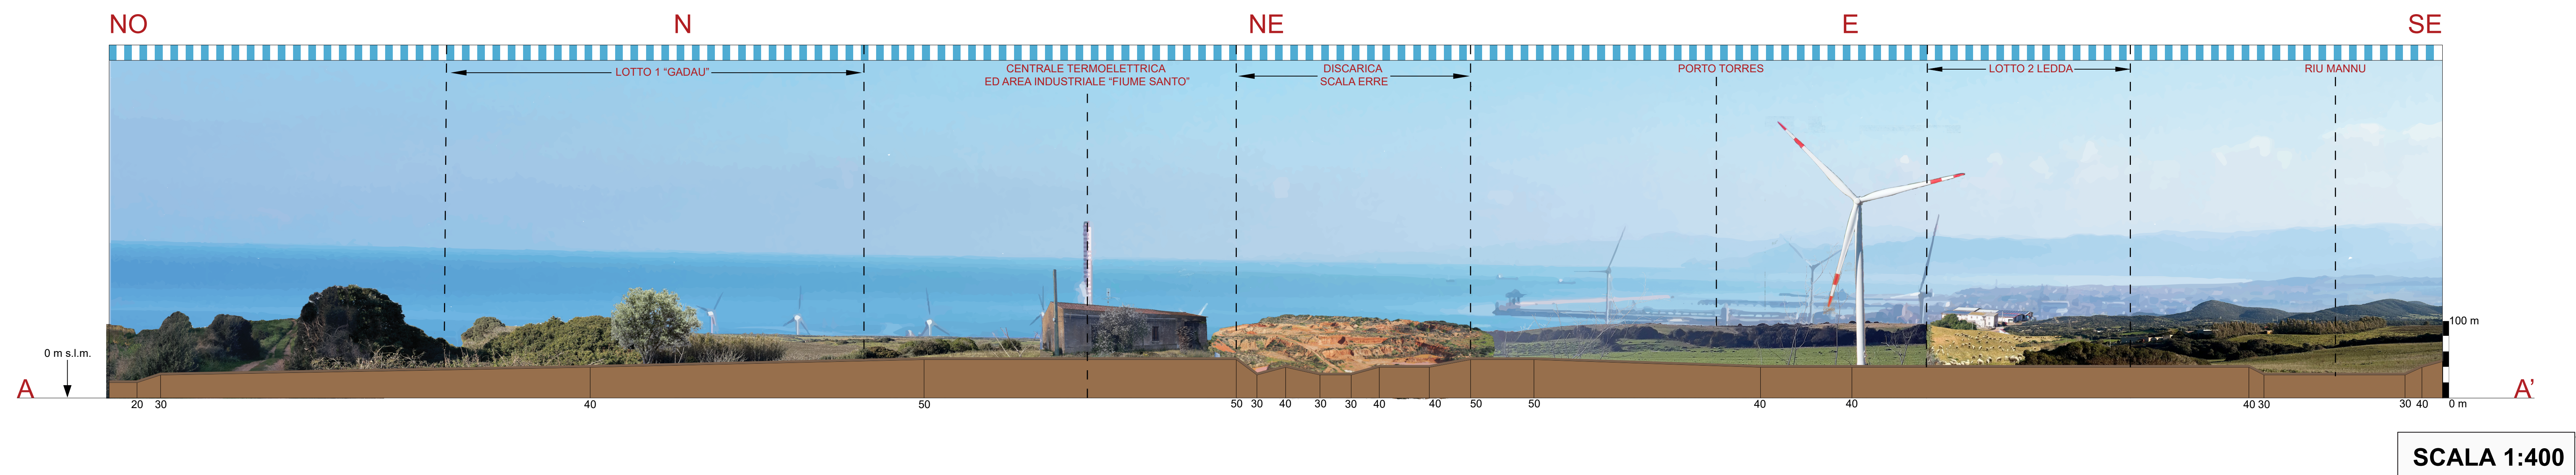 NO N NE E SE
LOTTO 1 “GADAU”
CENTRALE TERMOELETTRICA
ED AREA INDUSTRIALE “FIUME SANTO”
DISCARICA
SCALA ERRE
PORTO TORRES
LOTTO 2 LEDDA
RIU MANNU
100 m
0 m s.l.m.
A A’
20 30 40 50 50 30 40 30 30 40 40 50 50 40 40 40 30 30 40 0 m
SCALA 1:400